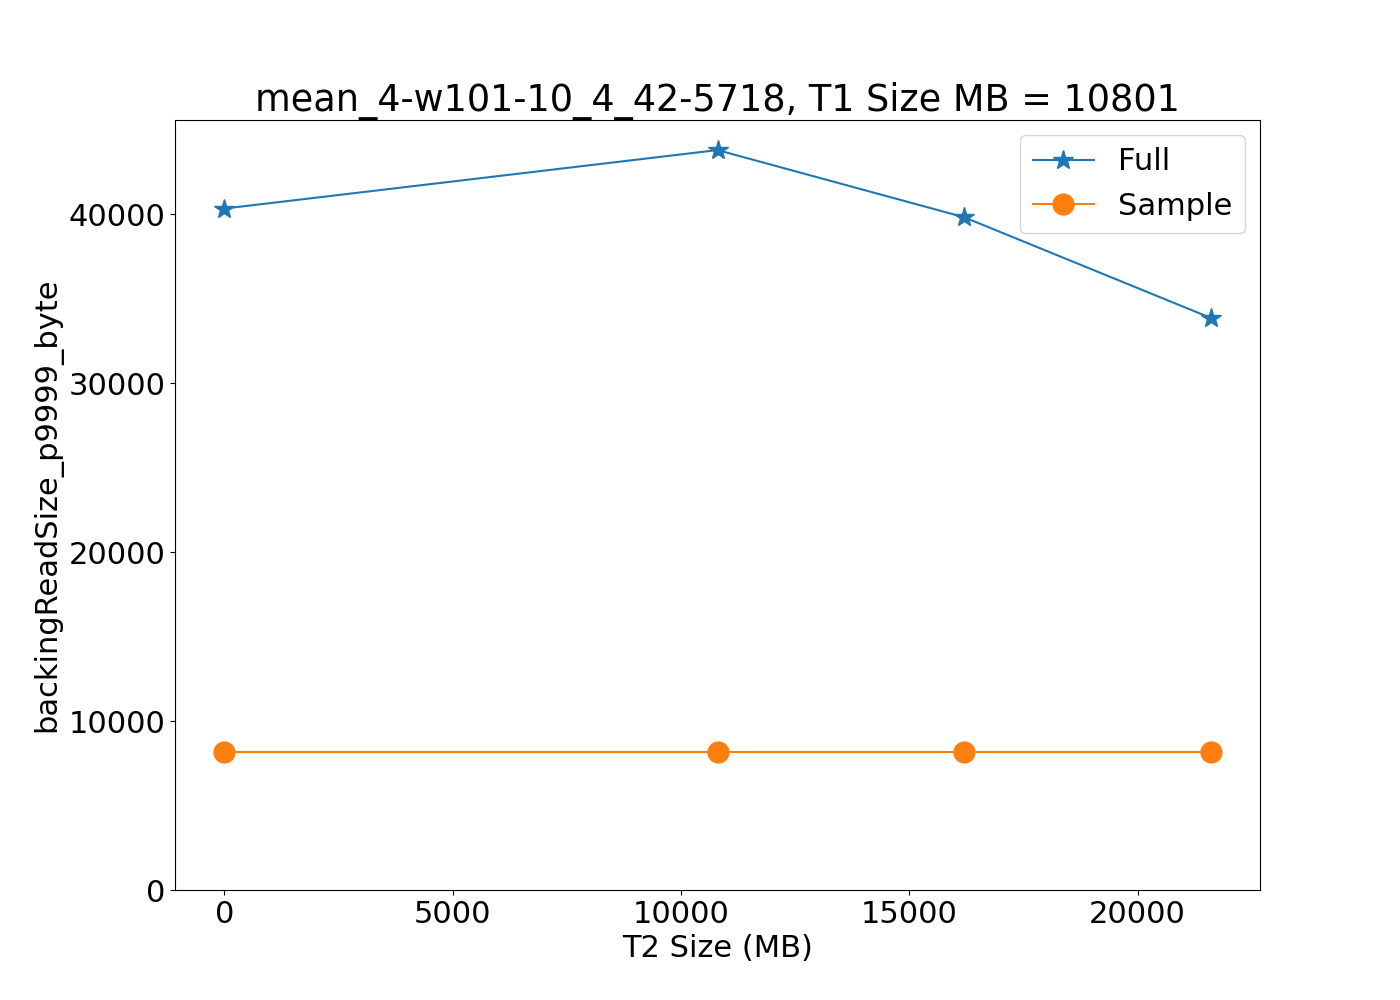 mean_4-w101-10_4_42-5718, T1 Size MB = 10801
Full
Sample
backingReadSize_p9999_byte
40000
30000
20000
10000
0
0 5000 10000 15000 20000
T2 Size (MB)